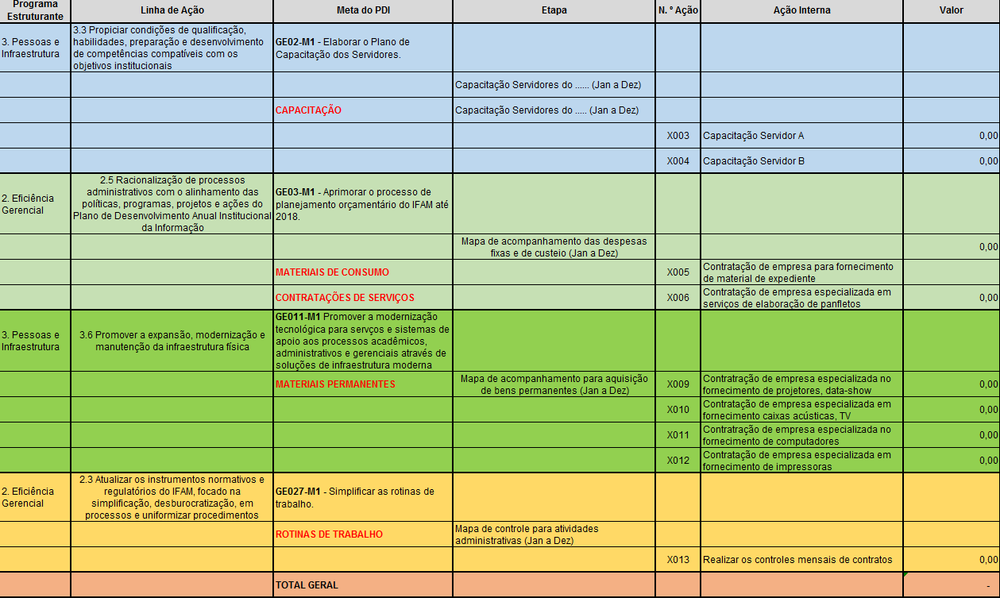 Programa
Estruturante
Linha de Ação
Meta do PDI
Etapa
N. º Ação
Ação Interna
Valor
3. Pessoas e
Infraestrutura
3.3 Propiciar condições de qualificação,
habilidades, preparação e desenvolvimento
de competências compatíveis com os
objetivos institucionais
GE02-M1 - Elaborar o Plano de
Capacitação dos Servidores.
Capacitação Servidores do ...... (Jan a Dez)
CAPACITAÇÃO
Capacitação Servidores do ..... (Jan a Dez)
X003
Capacitação Servidor A
0,00
X004
Capacitação Servidor B
0,00
2. Eficiência
Gerencial
2.5 Racionalização de processos
administrativos com o alinhamento das
políticas, programas, projetos e ações do
Plano de Desenvolvimento Anual Institucional
da Informação
GE03-M1 - Aprimorar o processo de
planejamento orçamentário do IFAM até
2018.
Mapa de acompanhamento das despesas
fixas e de custeio (Jan a Dez)
0,00
MATERIAIS DE CONSUMO
X005
Contratação de empresa para fornecimento
de material de expediente
CONTRATAÇÕES DE SERVIÇOS
X006
Contratação de empresa especializada em
serviços de elaboração de panfletos
0,00
3. Pessoas e
Infraestrutura
3.6 Promover a expansão, modernização e
manutenção da infraestrutura física
GE011-M1 Promover a modernização
tecnológica para servços e sistemas de
apoio aos processos acadêmicos,
administrativos e gerenciais através de
soluções de infraestrutura moderna
MATERIAIS PERMANENTES
Mapa de acompanhamento para aquisição
de bens permanentes (Jan a Dez)
X009
Contratração de empresa especializada no
fornecimento de projetores, data-show
0,00
X010
Contratação de empresa especializada em
fornecimento caixas acústicas, TV
0,00
X011
Contratração de empresa especializada no
fornecimento de computadores
0,00
X012
Contratação de empresa especializada em
fornecimento de impressoras
0,00
2. Eficiência
Gerencial
2.3 Atualizar os instrumentos normativos e
regulatórios do IFAM, focado na
simplificação, desburocratização, em
processos e uniformizar procedimentos
GE027-M1 - Simplificar as rotinas de
trabalho.
ROTINAS DE TRABALHO
Mapa de controle para atividades
administrativas (Jan a Dez)
X013
Realizar os controles mensais de contratos
0,00
TOTAL GERAL
-